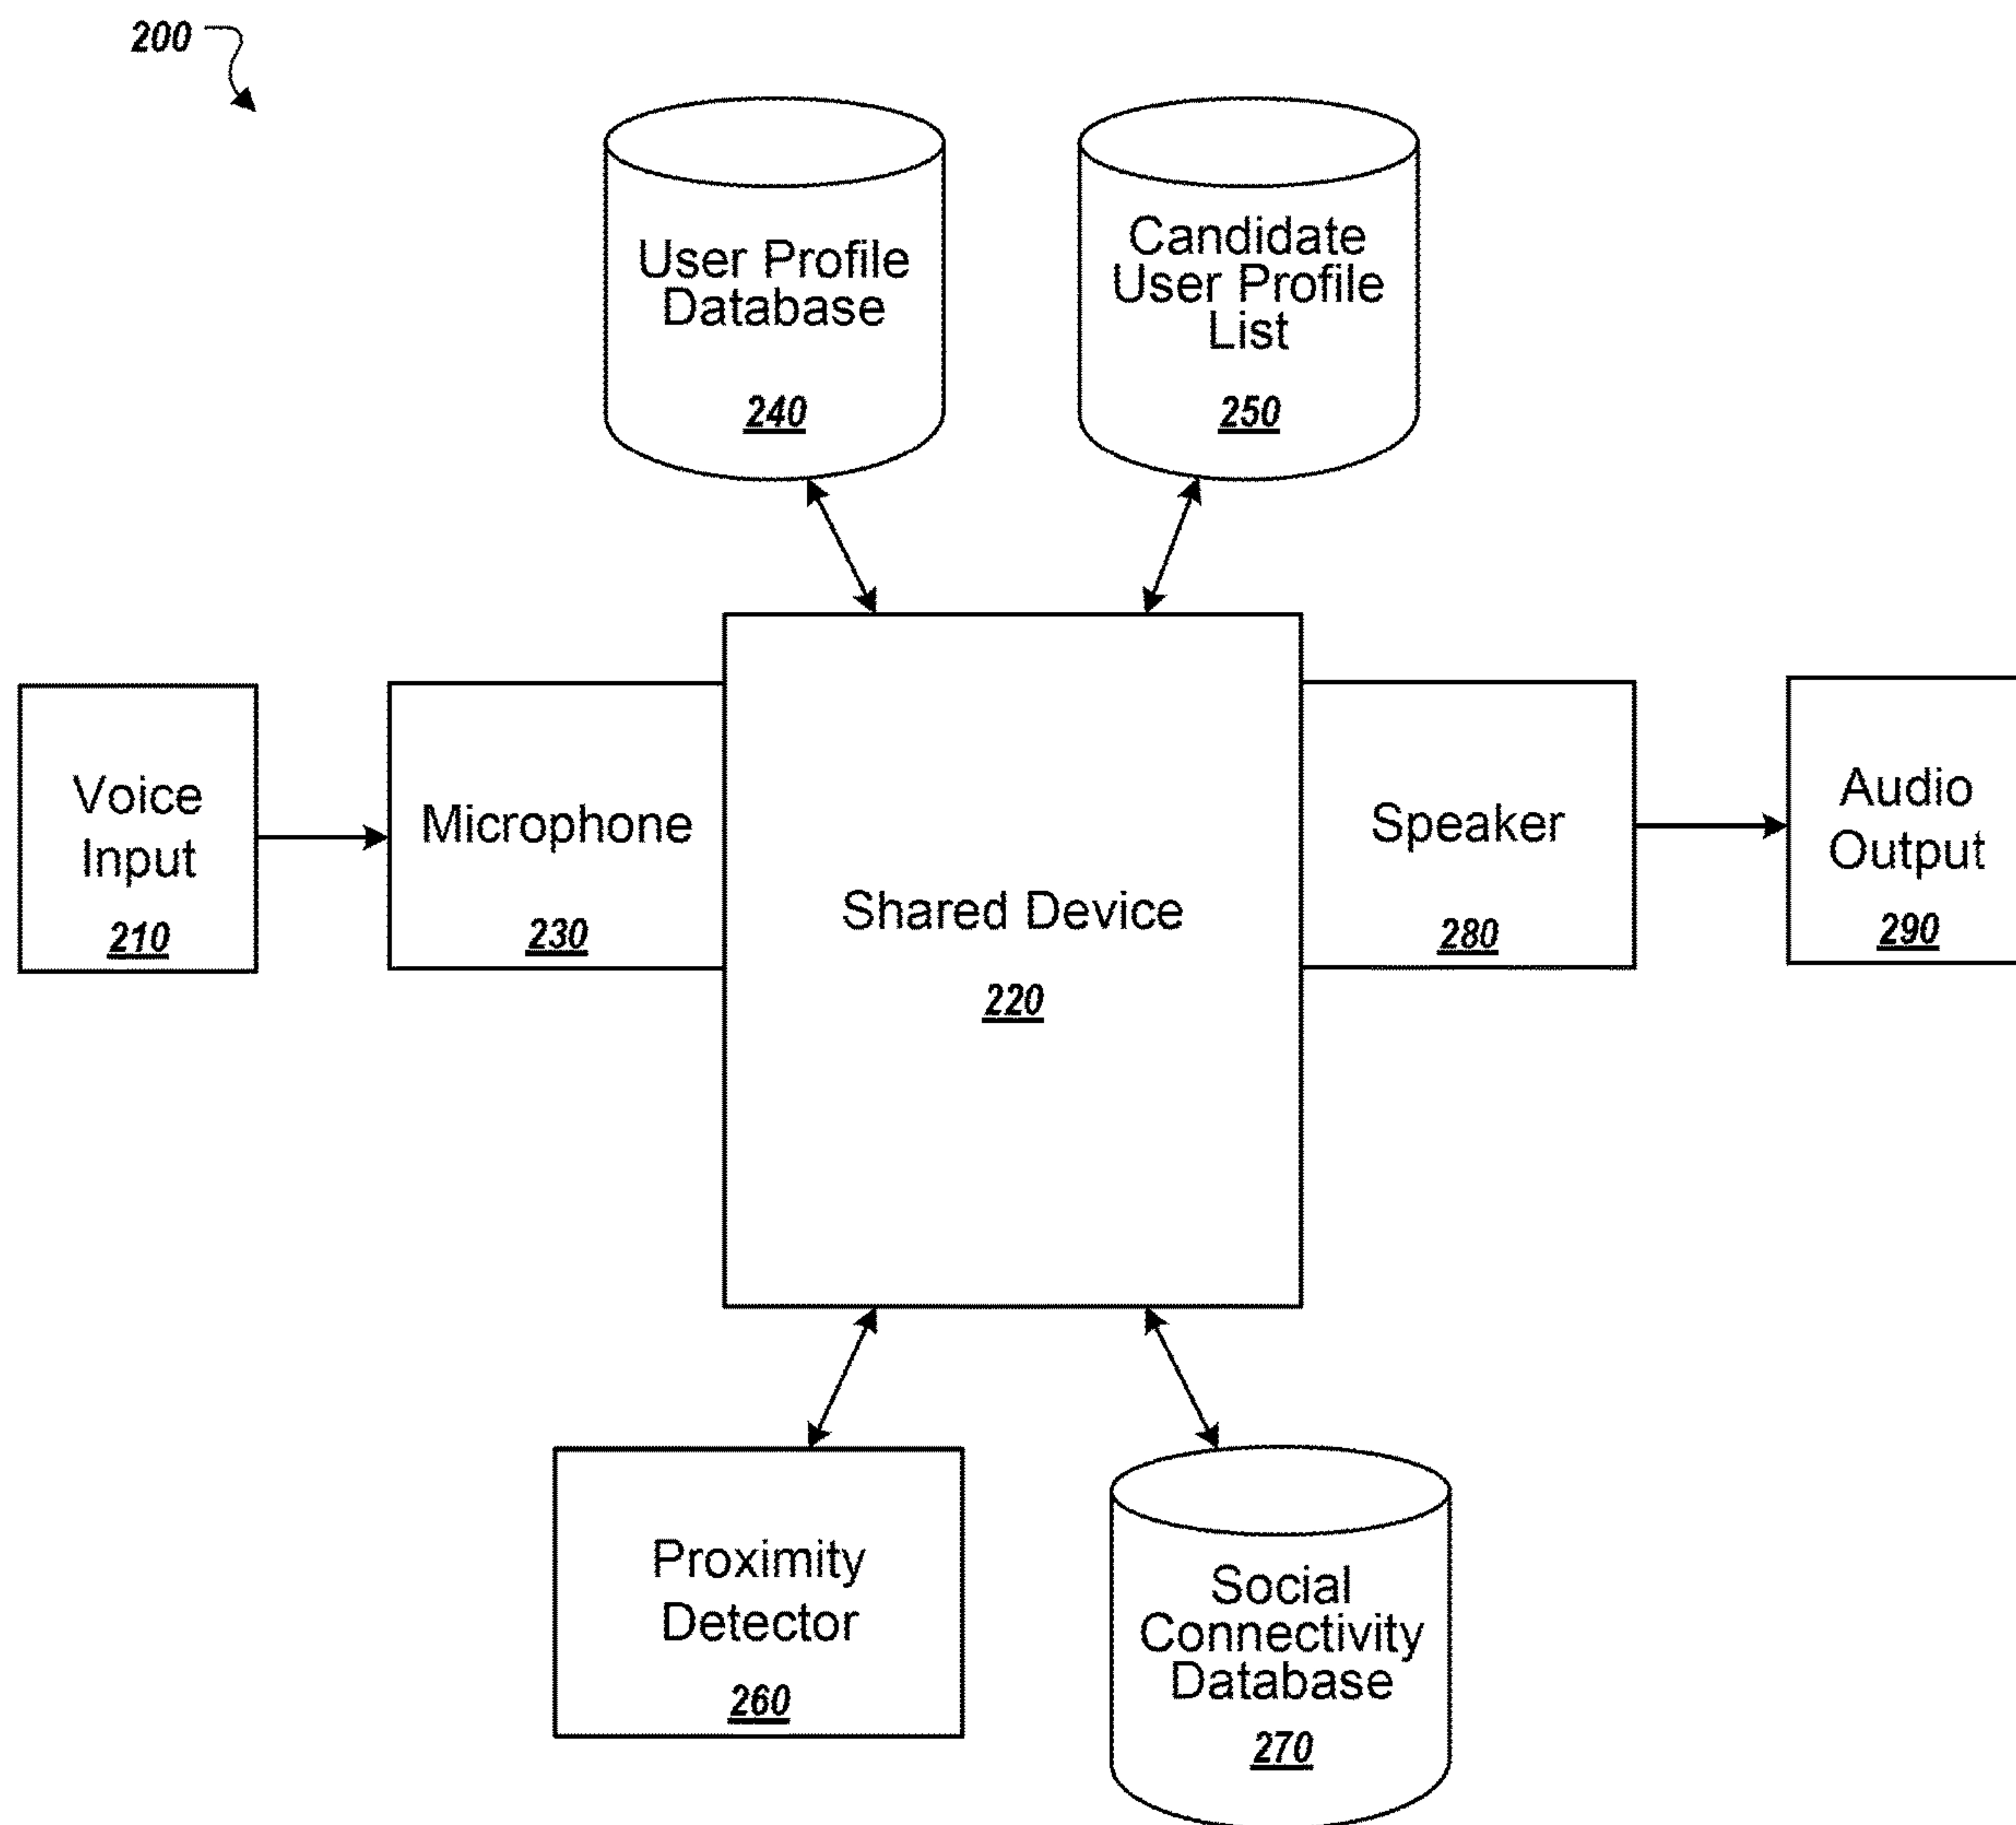 200
User Profile
Database
240
Candidate
User Profile
List
250
Voice
Input
210
Microphone
230
Shared Device
220
Speaker
280
Audio
Output
290
Proximity
Detector
260
Social
Connectivity
Database
270